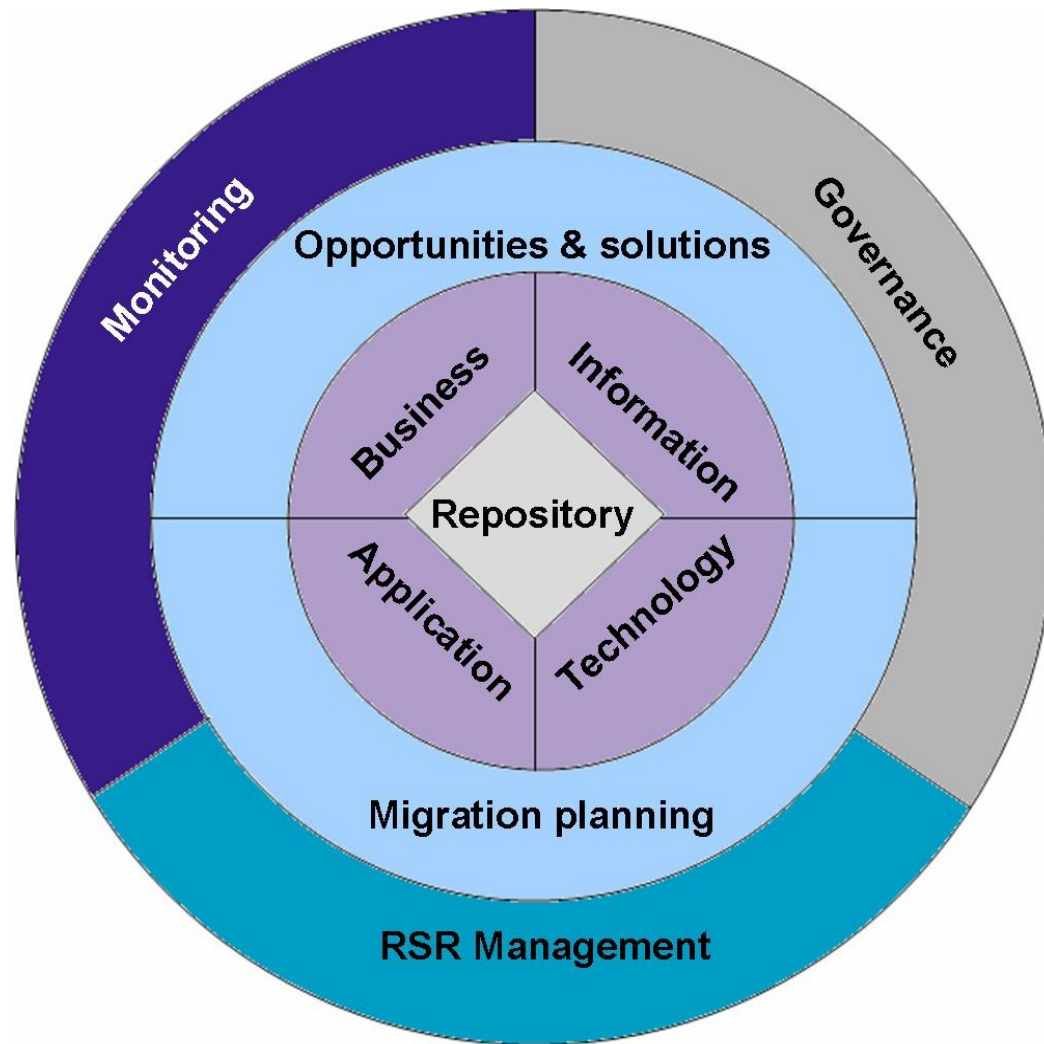 Monitoring
Governance
Opportunities & solutions
Business
Information
Repository
Application
Technology
Migration planning
RSR Management